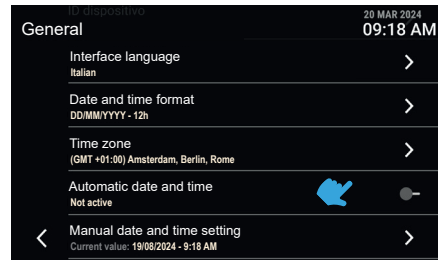 ID dispositivo
20 MAR 2024
General
09:18 AM
Interface language
Italian
Date and time format
DD/MM/YYYY - 12h
Time zone
(GMT +01:00) Amsterdam, Berlin, Rome
Automatic date and time
Not active
Manual date and time setting
Current value: 19/08/2024 - 9:18 AM